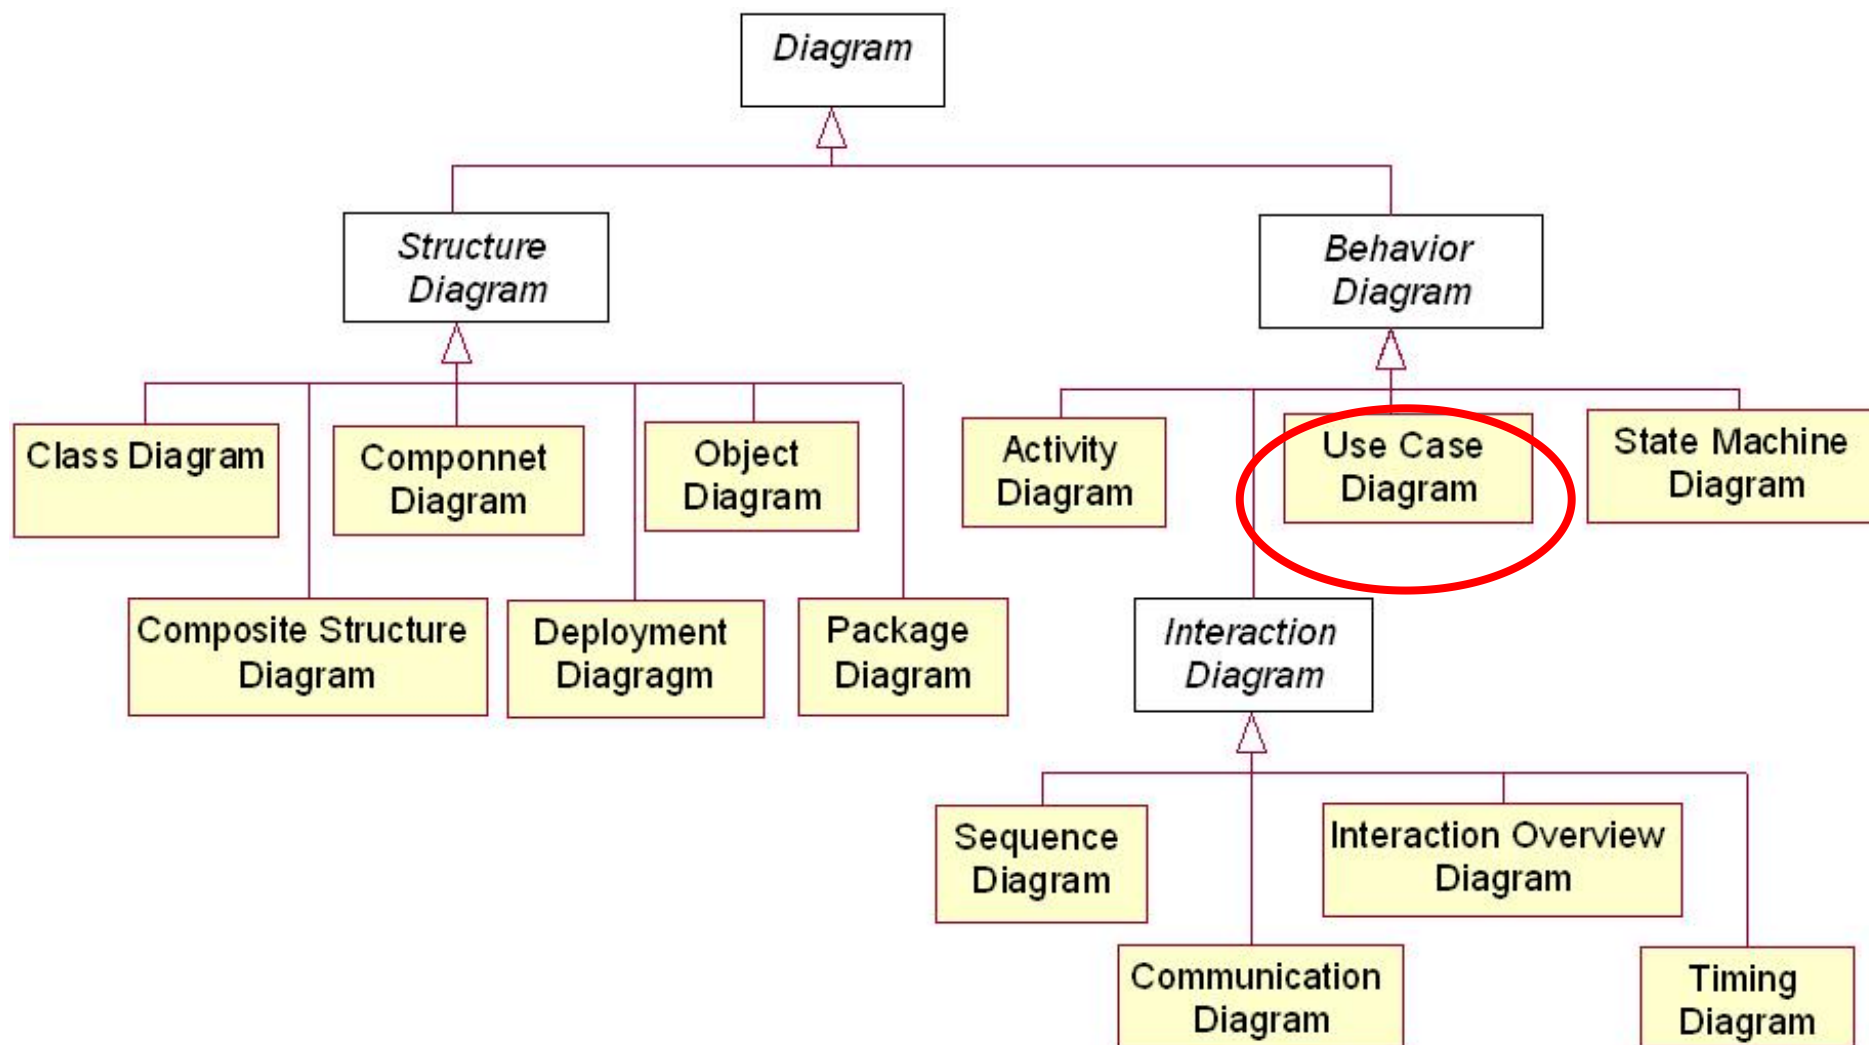 Diagram
Structure
Diagram
Behavior
Diagram
Class Diagram
Componnet
Diagram
Object
Diagram
Activity
Diagram
Use Case
Diagram
State Machine
Diagram
Composite Structure
Diagram
Deployment
Diagragm
Package
Diagram
Interaction
Diagram
Sequence
Diagram
Interaction Overview
Diagram
Communication
Diagram
Timing
Diagram